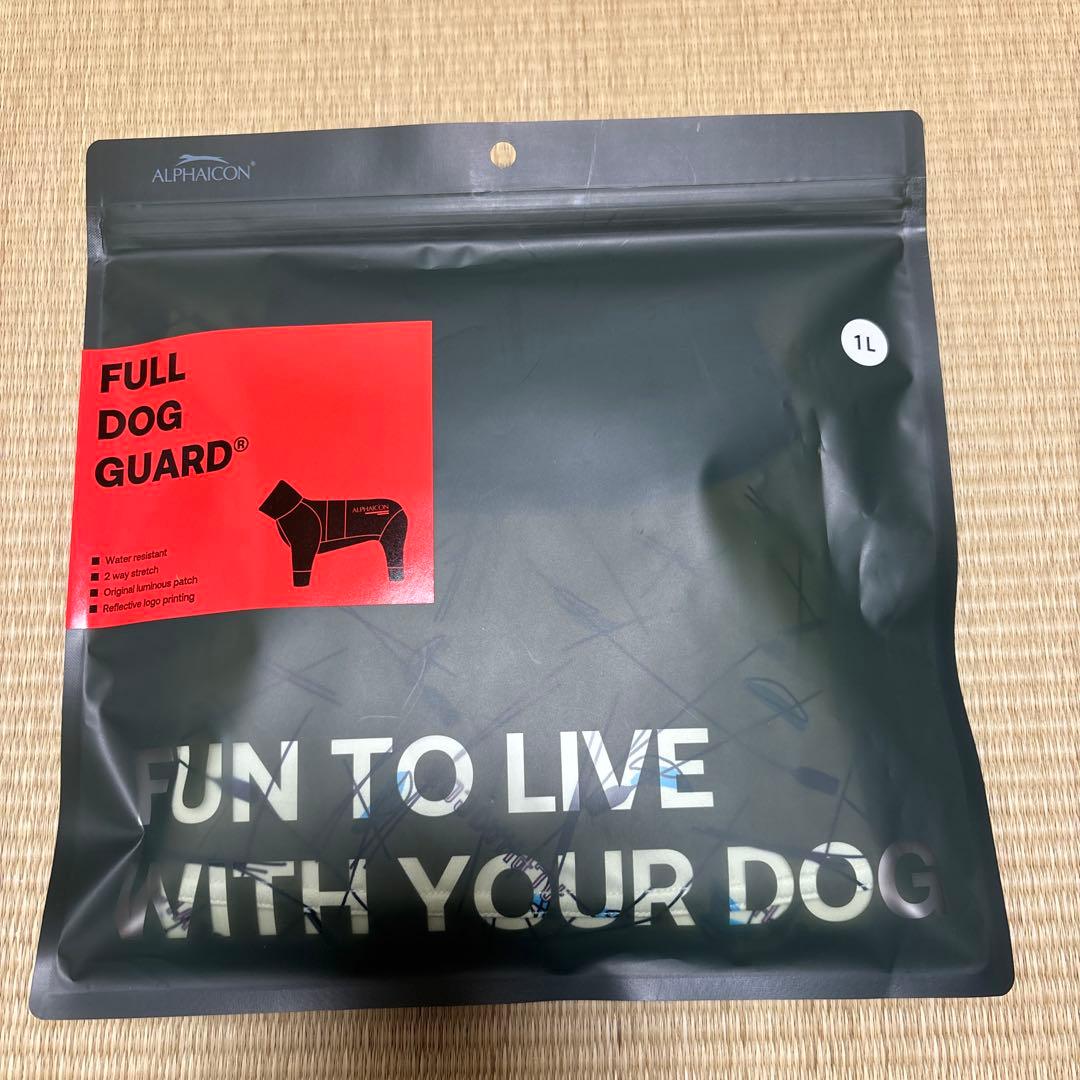 ALPHAICON®
1L
FULL
DOG
GUARD®
ALPHAICON
■ Water resistant
■ 2 way stretch
■ Original luminous patch
■ Reflective logo printing
FUN TO LIVE
WITH YOUR DOG